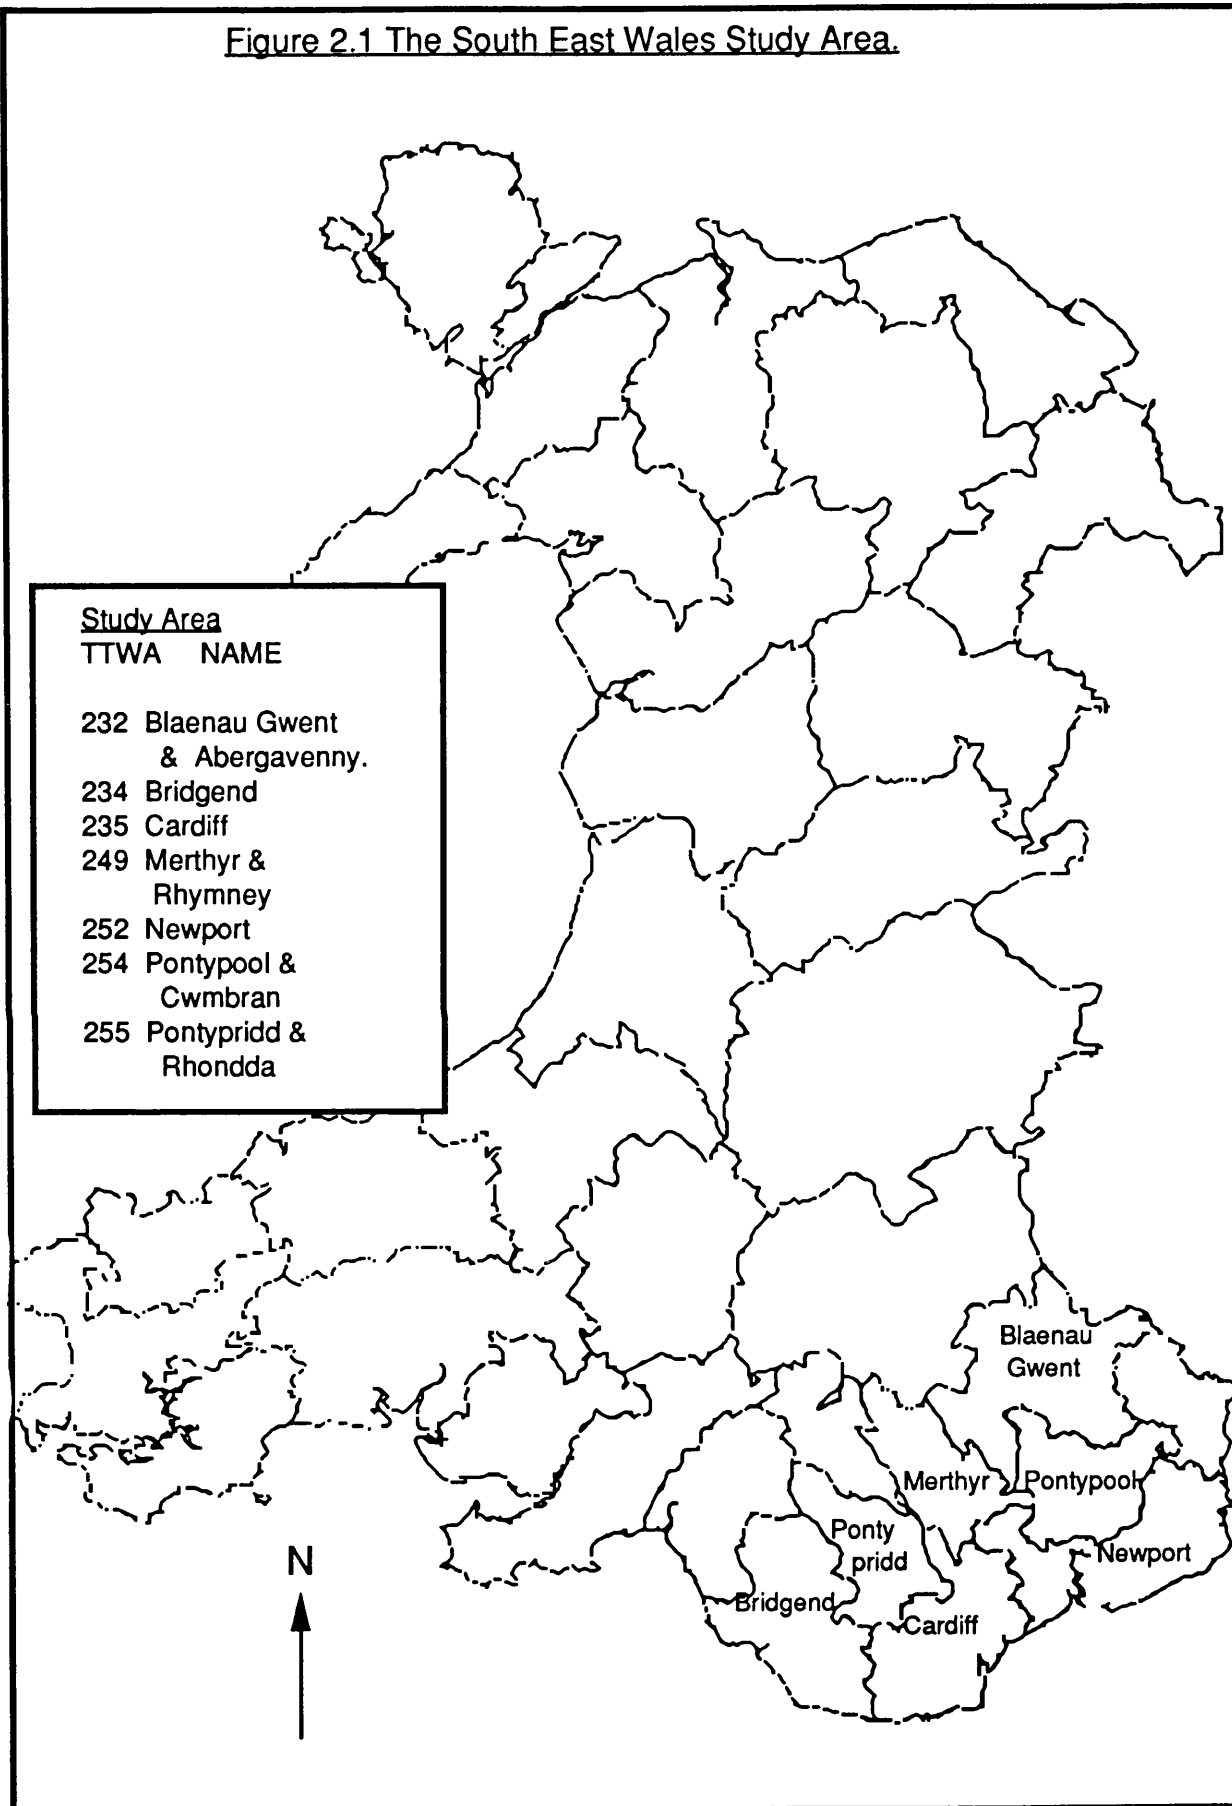 Figure 2.1 The South East Wales Study Area.
Study Area
TTWA NAME
232 Blaenau Gwent
& Abergavenny.
234 Bridgend
235 Cardiff
249 Merthyr &
Rhymney
252 Newport
254 Pontypool &
Cwmbran
255 Pontypridd &
Rhondda
Blaenau
Gwent
Merthyr
Pontypool
Ponty
pridd
Newport
Bridgend
Cardiff
N